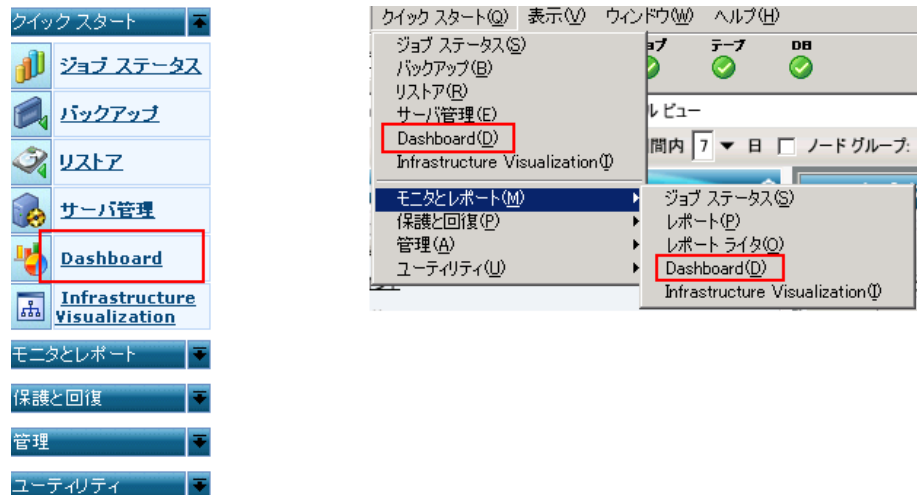 クイック スタート
ジョブ ステータス
バックアップ
リストア
サーバ管理
Dashboard
Infrastructure
Visualization
モニタとレポート
保護と回復
管理
ユーティリティ
クイック スタート(Q) 表示(V) ウィンドウ(W) ヘルプ(H)
ジョブ ステータス(S)
バックアップ(B)
リストア(R)
サーバ管理(E)
Dashboard(D)
Infrastructure Visualization(I)
モニタとレポート(M)
保護と回復(P)
管理(A)
ユーティリティ(U)
テープ DB
ル ビュー
間内 7 日 ノード グループ:
ジョブ ステータス(S)
レポート(P)
レポート ライタ(O)
Dashboard(D)
Infrastructure Visualization(I)